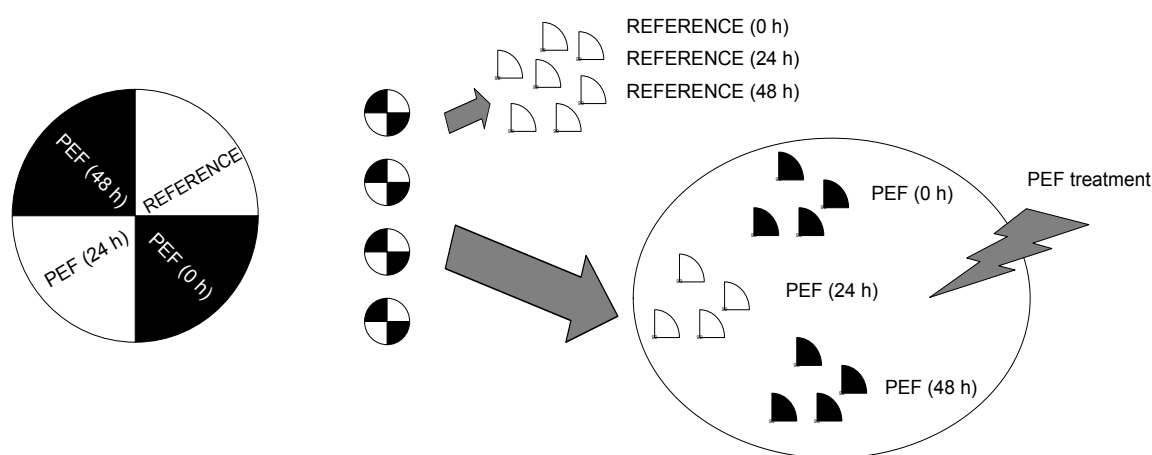 PEF (48 h)
REFERENCE
PEF (24 h)
PEF (0 h)
REFERENCE (0 h)
REFERENCE (24 h)
REFERENCE (48 h)
PEF (0 h)
PEF treatment
PEF (24 h)
PEF (48 h)